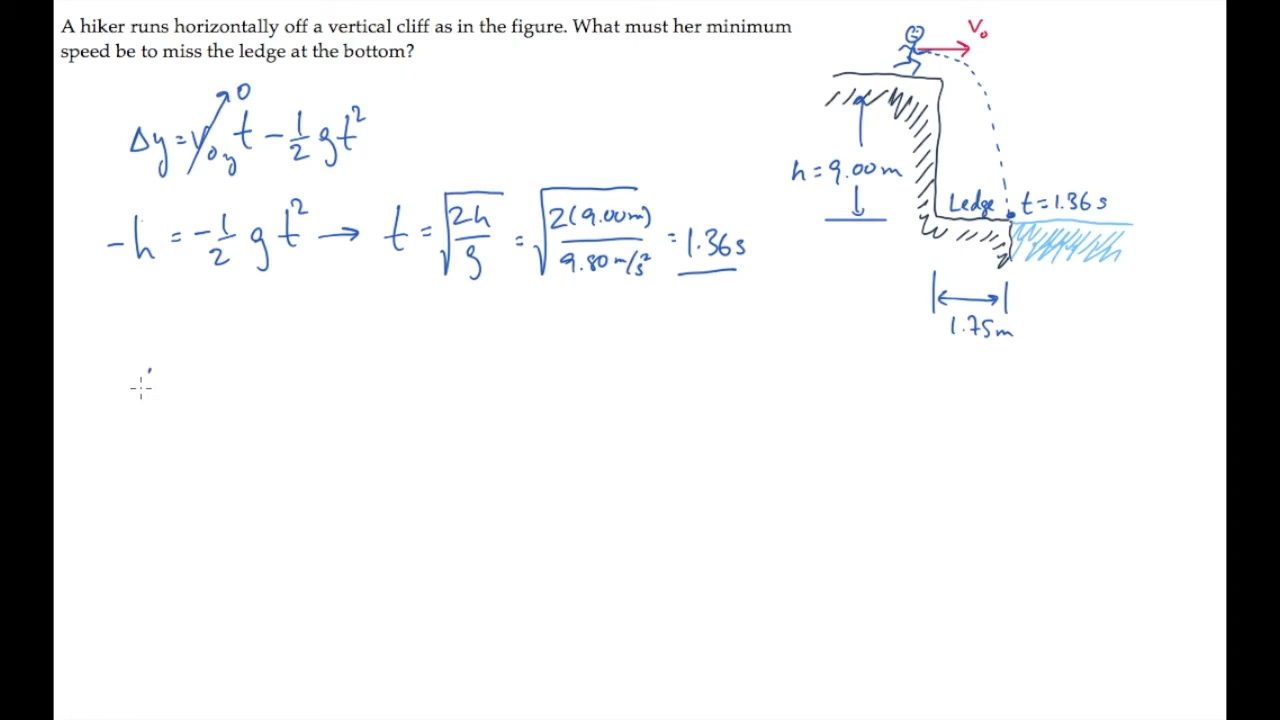 A hiker runs horizontally off a vertical cliff as in the figure. What must her minimum
speed be to miss the ledge at the bottom?
V₀
Δy = V₀y t − 1/2 g t² 
0
h = 9.00m
Ledge
t = 1.36 s
−h = −1/2 g t² → t = √(2h/g) = √(2(9.00m)/9.80m/s²) = 1.36s
1.75m